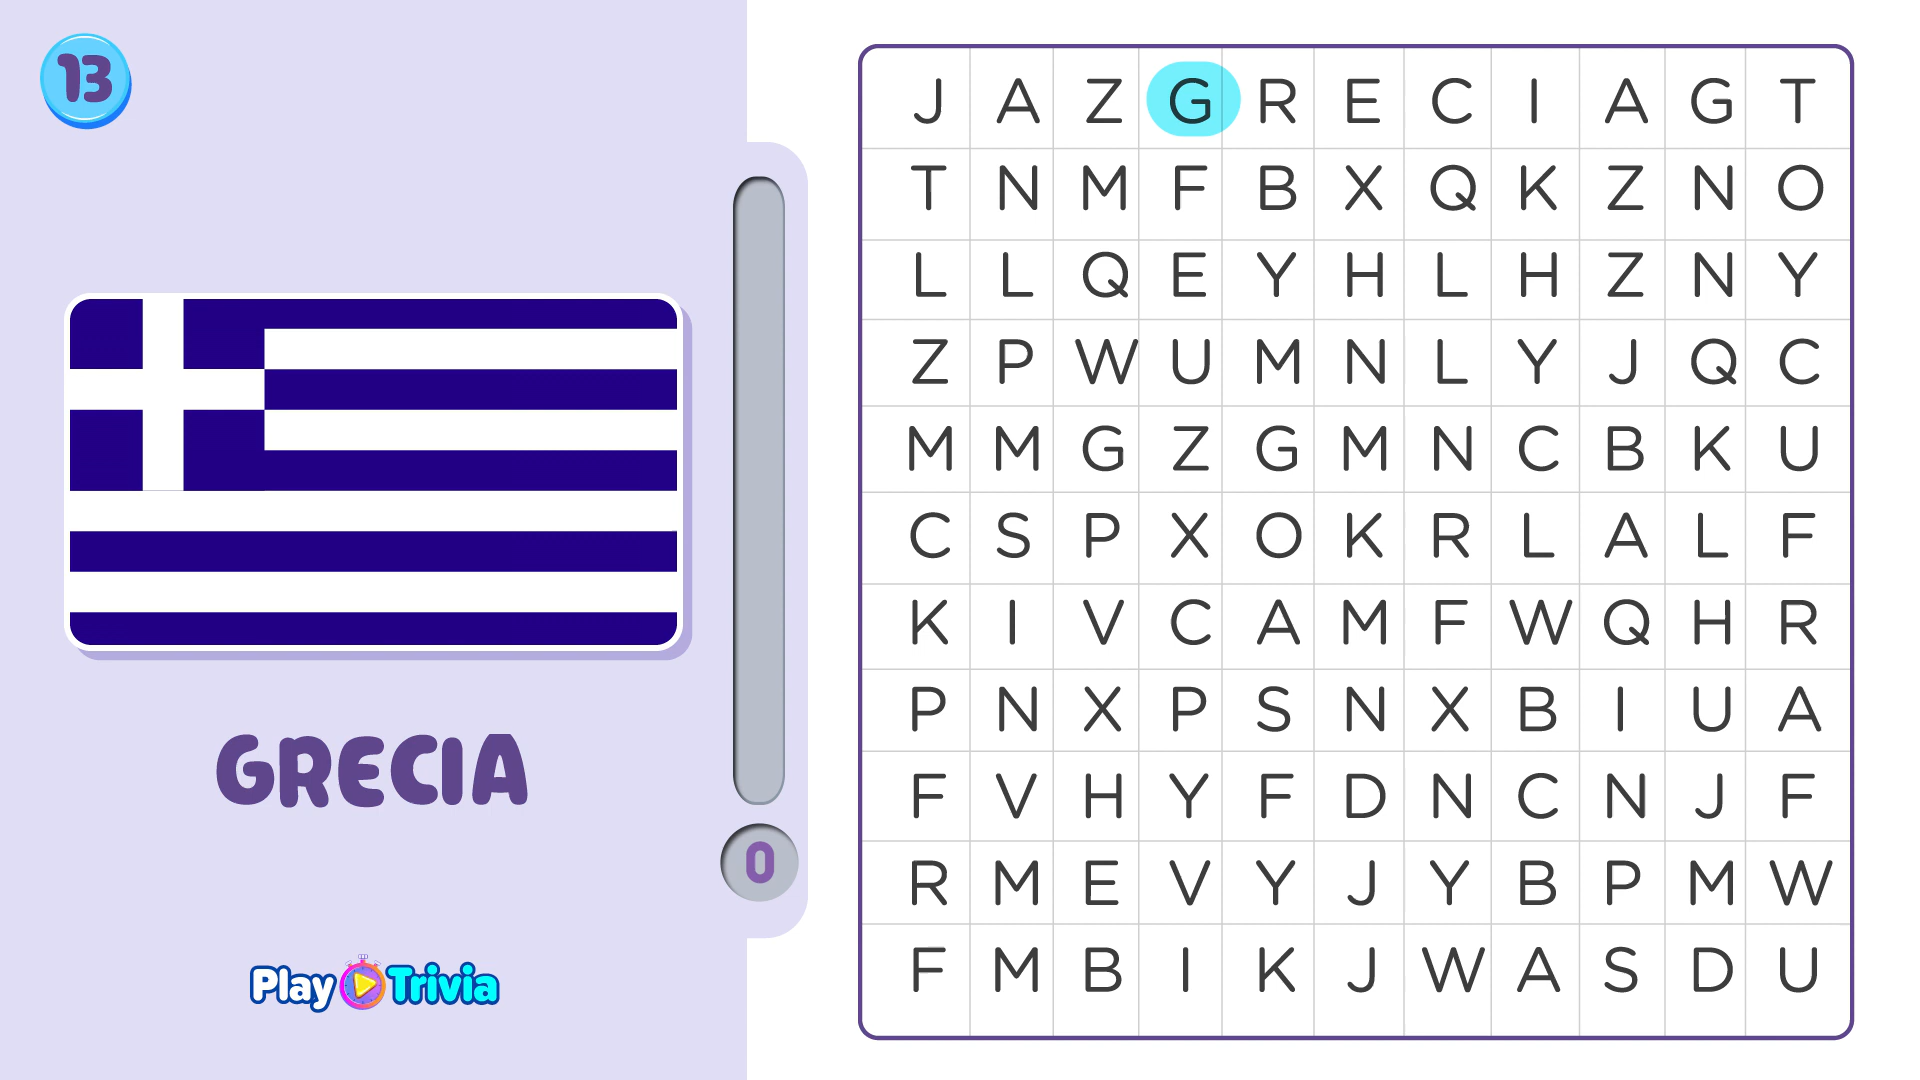 13
GRECIA
0
Play Trivia
J A Z G R E C I A G T
T N M F B X Q K Z N O
L L Q E Y H L H Z N Y
Z P W U M N L Y J Q C
M M G Z G M N C B K U
C S P X O K R L A L F
K I V C A M F W Q H R
P N X P S N X B I U A
F V H Y F D N C N J F
R M E V Y J Y B P M W
F M B I K J W A S D U